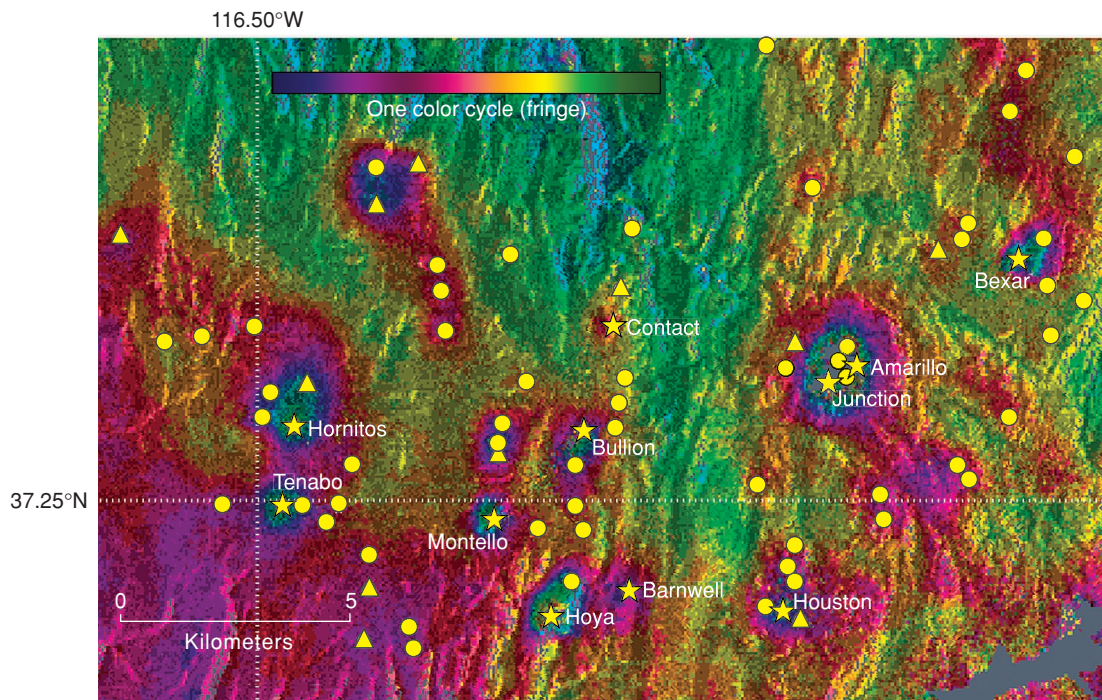 116.50°W
One color cycle (fringe)
Bexar
Contact
Amarillo
Junction
Hornitos
Bullion
Tenabo
37.25°N
Montello
Barnwell
0 5
Houston
Hoya
Kilometers